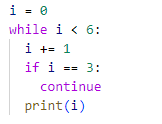 i = 0
while i < 6:
  i += 1
  if i == 3:
    continue
  print(i)